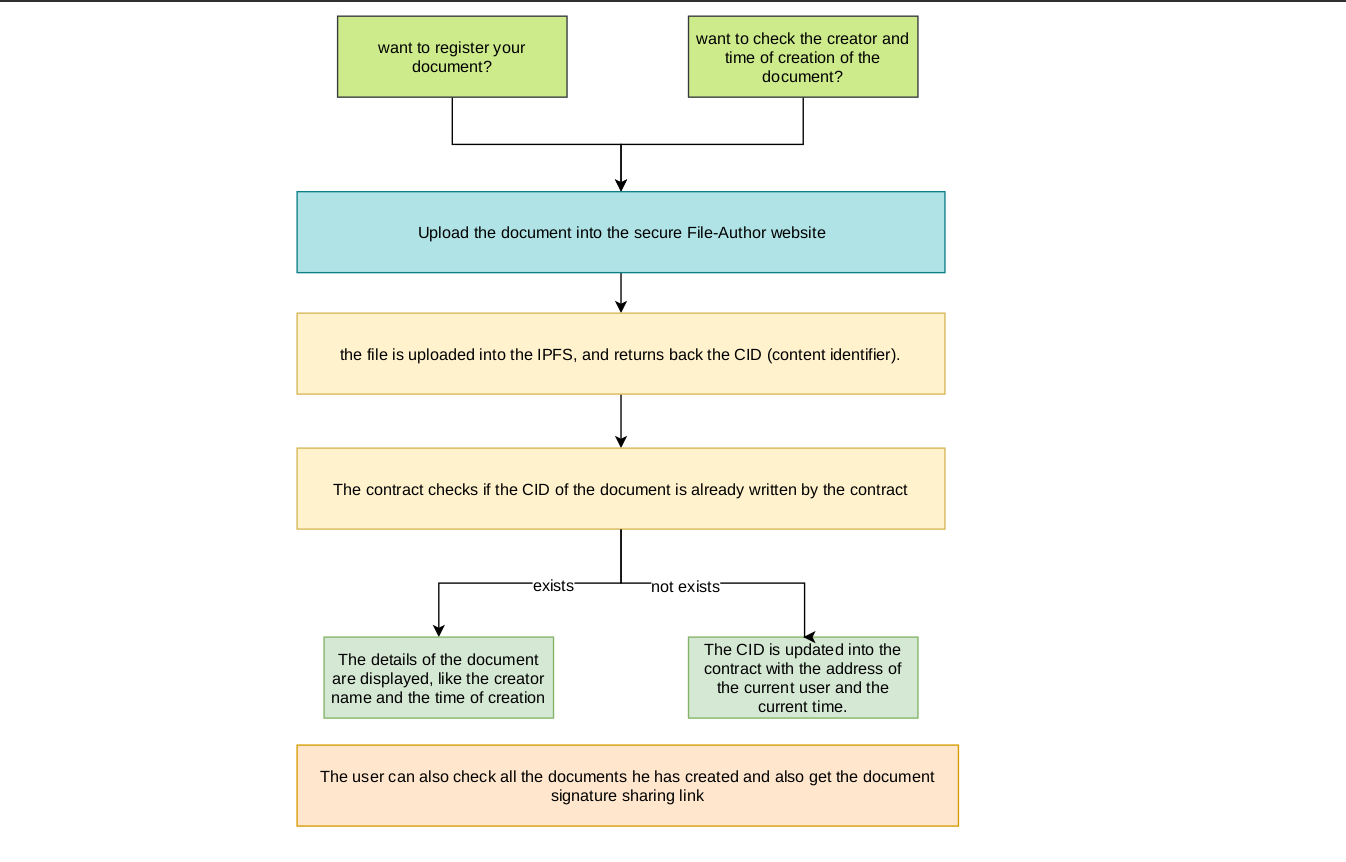 want to register your
document?
want to check the creator and
time of creation of the
document?
Upload the document into the secure File-Author website
the file is uploaded into the IPFS, and returns back the CID (content identifier).
The contract checks if the CID of the document is already written by the contract
exists
not exists
The details of the document
are displayed, like the creator
name and the time of creation
The CID is updated into the
contract with the address of
the current user and the
current time.
The user can also check all the documents he has created and also get the document
signature sharing link